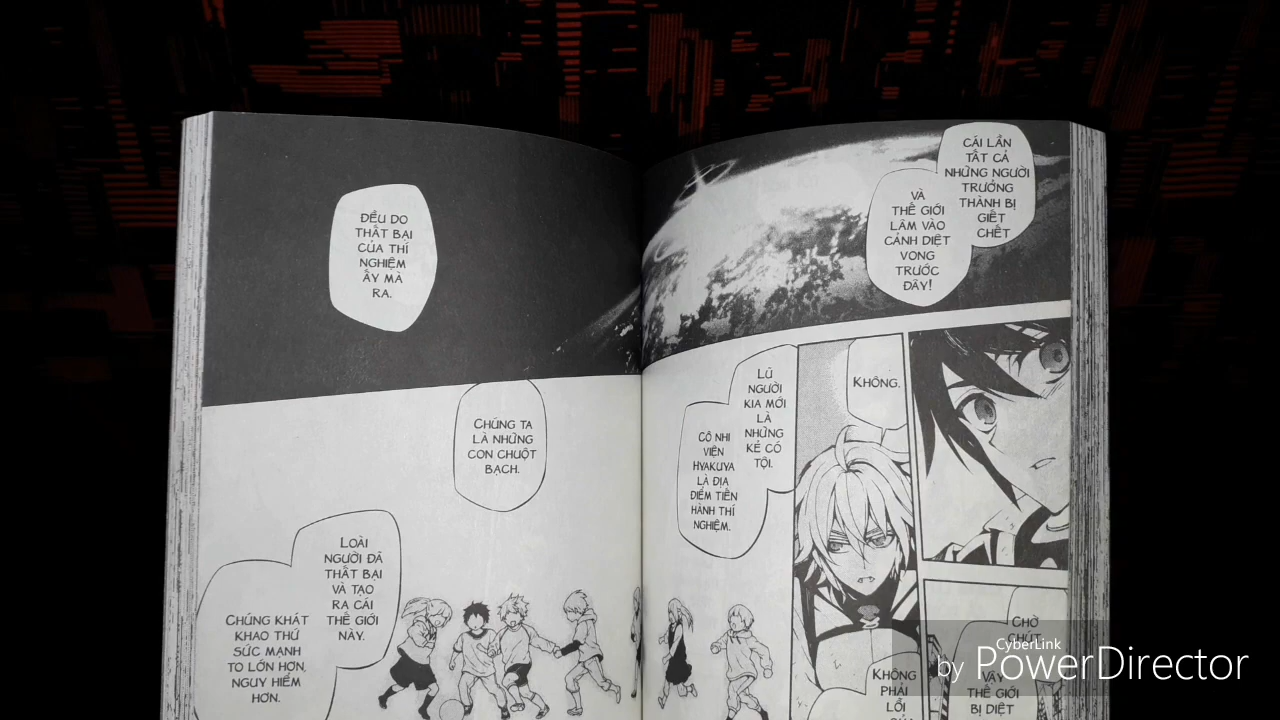 CÁI LẦN
TẤT CẢ
NHỮNG NGƯỜI
TRƯỞNG
THÀNH BỊ
GIẾT
CHẾT
VÀ
THẾ GIỚI
LÂM VÀO
CẢNH DIỆT
VONG
TRƯỚC
ĐÂY!
ĐỀU DO
THẤT BẠI
CỦA THÍ
NGHIỆM
ẤY MÀ
RA.
KHÔNG.
LŨ
NGƯỜI
KIA MỚI
LÀ
NHỮNG
KẺ CÓ
TỘI.
CÔ NHI
VIỆN
HYAKUYA
LÀ ĐỊA
ĐIỂM TIẾN
HÀNH THÍ
NGHIỆM.
CHỜ
CHÚT
VẬY
THẾ GIỚI
BỊ DIỆT
KHÔNG
PHẢI
LỖI
CỦA
CHÚNG TA
LÀ NHỮNG
CON CHUỘT
BẠCH.
LOÀI
NGƯỜI ĐÃ
THẤT BẠI
VÀ TẠO
RA CÁI
THẾ GIỚI
NÀY.
CHÚNG KHÁT
KHAO THỨ
SỨC MẠNH
TO LỚN HƠN,
NGUY HIỂM
HƠN.
CyberLink
by PowerDirector